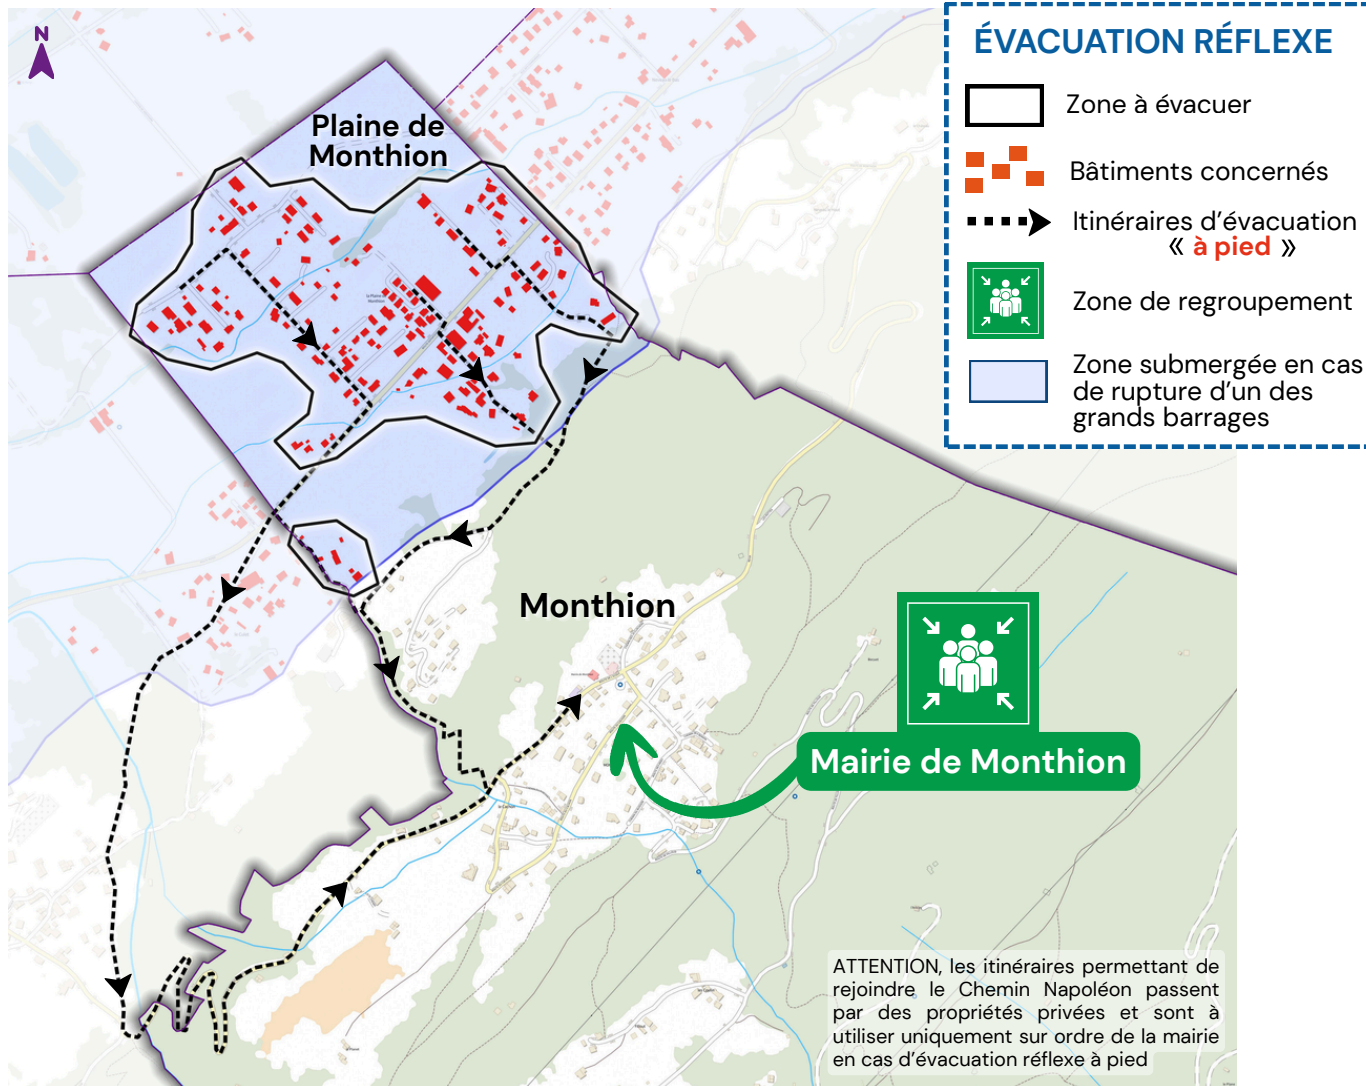 N
ÉVACUATION RÉFLEXE
Zone à évacuer
Bâtiments concernés
Itinéraires d’évacuation
« à pied »
Zone de regroupement
Zone submergée en cas
de rupture d’un des
grands barrages
Plaine de
Monthion
Monthion
Mairie de Monthion
ATTENTION, les itinéraires permettant de
rejoindre le Chemin Napoléon passent
par des propriétés privées et sont à
utiliser uniquement sur ordre de la mairie
en cas d’évacuation réflexe à pied